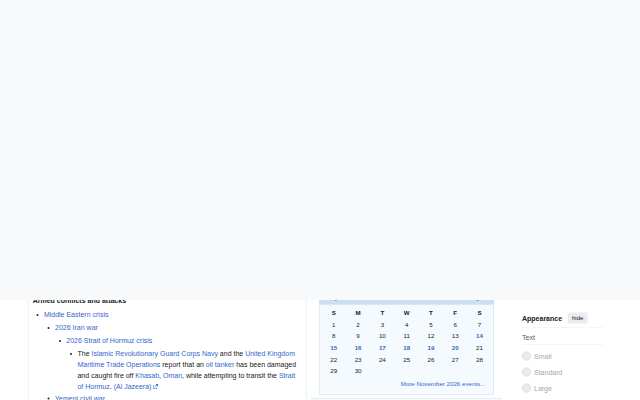 Armed conflicts and attacks
• Middle Eastern crisis
• 2026 Iran war
• 2026 Strait of Hormuz crisis
• The Islamic Revolutionary Guard Corps Navy and the United Kingdom
Maritime Trade Operations report that an oil tanker has been damaged
and caught fire off Khasab, Oman, while attempting to transit the Strait
of Hormuz. (Al Jazeera)
• Yemeni civil war
S M T W T F S
1 2 3 4 5 6 7
8 9 10 11 12 13 14
15 16 17 18 19 20 21
22 23 24 25 26 27 28
29 30
More November 2026 events...
Appearance hide
Text
Small
Standard
Large